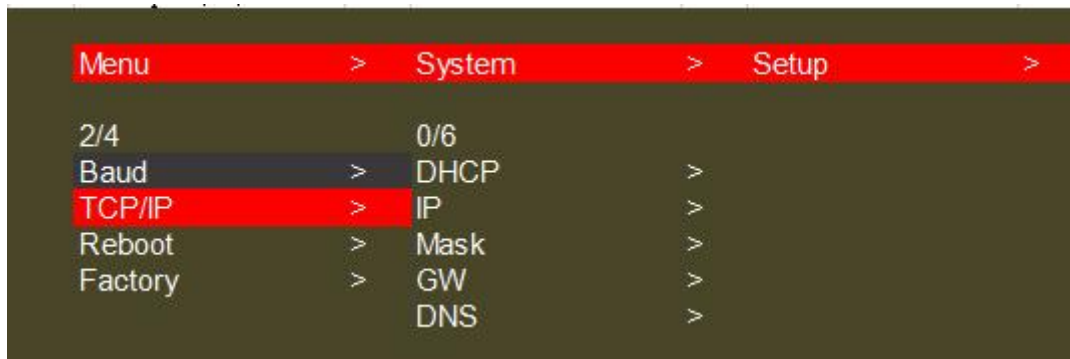 Menu > System > Setup >
2/4 0/6
Baud > DHCP >
TCP/IP > IP >
Reboot > Mask >
Factory > GW >
DNS >